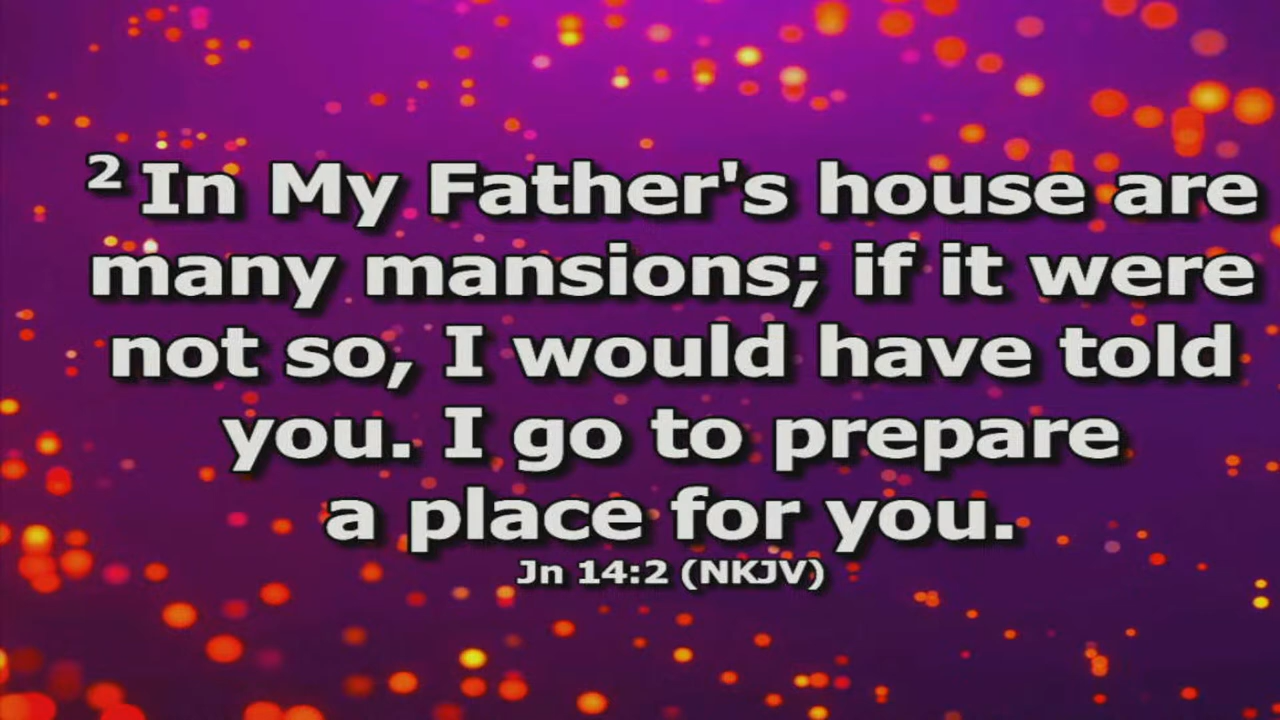 2 In My Father's house are
many mansions; if it were
not so, I would have told
you. I go to prepare
a place for you.
Jn 14:2 (NKJV)